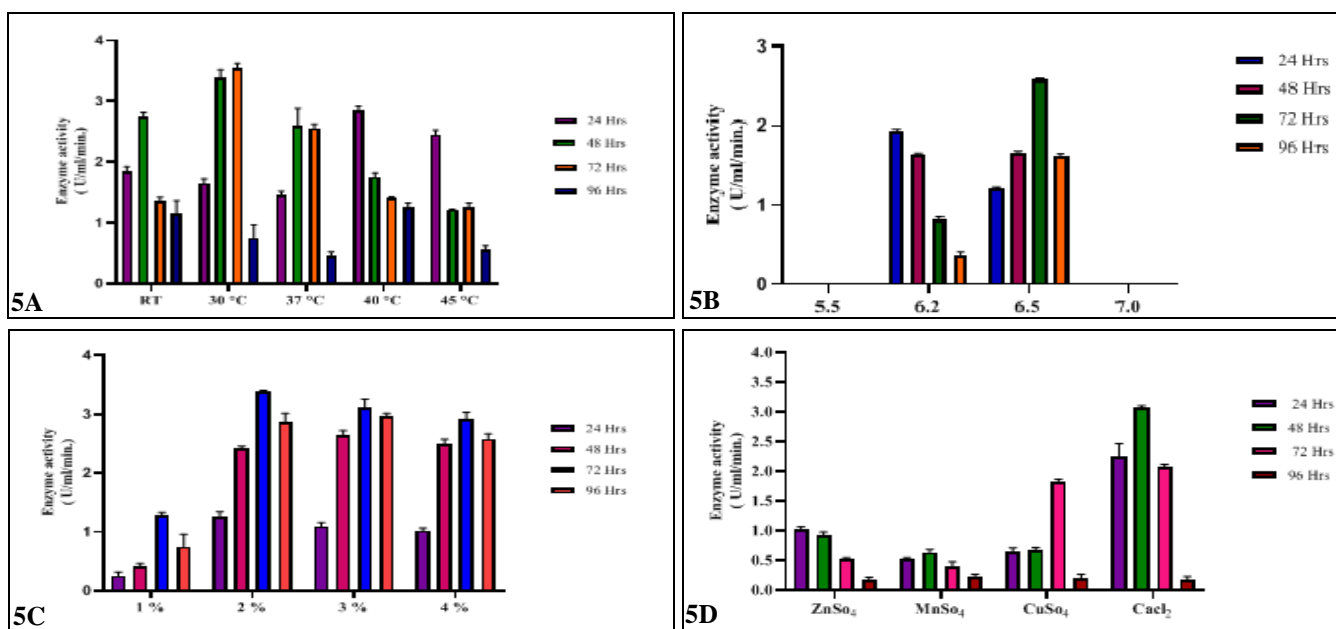 4
3
2
1
0
Enzyme activity
( U/ml/min.)
RT 30 °C 37 °C 40 °C 45 °C
24 Hrs
48 Hrs
72 Hrs
96 Hrs
5A
3
2
1
0
Enzyme activity
( U/ml/min.)
5.5 6.2 6.5 7.0
24 Hrs
48 Hrs
72 Hrs
96 Hrs
5B
4
3
2
1
0
Enzyme activity
( U/ml/min.)
1 % 2 % 3 % 4 %
24 Hrs
48 Hrs
72 Hrs
96 Hrs
5C
4.0
3.5
3.0
2.5
2.0
1.5
1.0
0.5
0.0
Enzyme activity
( U/ml/min.)
ZnSo₄ MnSo₄ CuSo₄ Cacl₂
24 Hrs
48 Hrs
72 Hrs
96 Hrs
5D